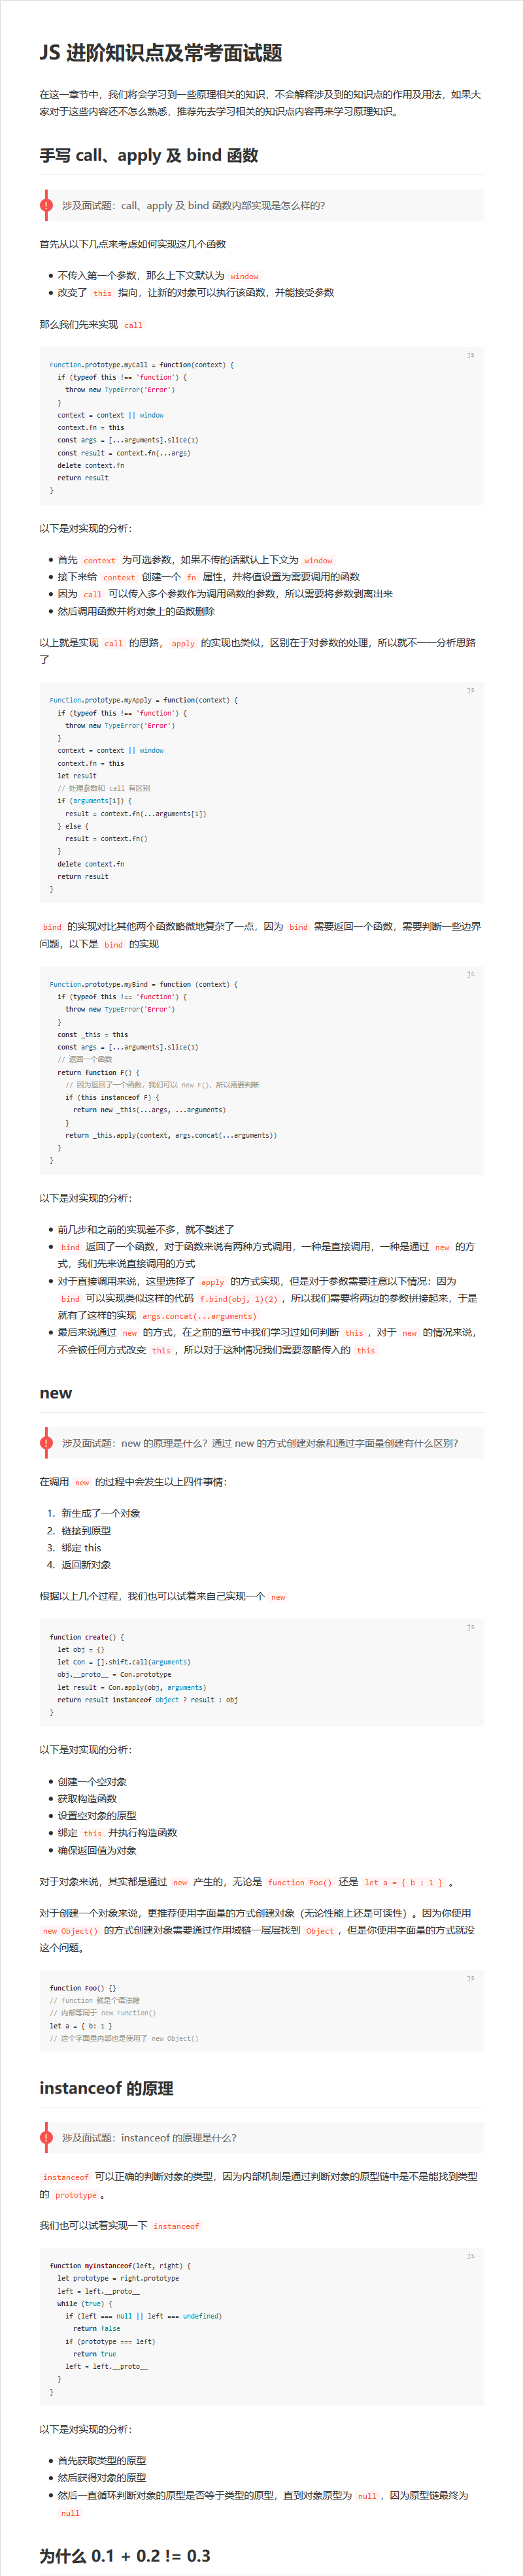 JS 进阶知识点及常考面试题
在这一章节中，我们将会学习到一些原理相关的知识，不会解释涉及到的知识点的作用及用法，如果大
家对于这些内容还不怎么熟悉，推荐先去学习相关的知识点内容再来学习原理知识。
手写 call、apply 及 bind 函数
涉及面试题：call、apply 及 bind 函数内部实现是怎么样的？
首先从以下几点来考虑如何实现这几个函数
不传入第一个参数，那么上下文默认为 window
改变了 this 指向，让新的对象可以执行该函数，并能接受参数
那么我们先来实现 call
js
Function.prototype.myCall = function(context) {
  if (typeof this !== 'function') {
    throw new TypeError('Error')
  }
  context = context || window
  context.fn = this
  const args = [...arguments].slice(1)
  const result = context.fn(...args)
  delete context.fn
  return result
}
以下是对实现的分析：
首先 context 为可选参数，如果不传的话默认上下文为 window
接下来给 context 创建一个 fn 属性，并将值设置为需要调用的函数
因为 call 可以传入多个参数作为调用函数的参数，所以需要将参数剥离出来
然后调用函数并将对象上的函数删除
以上就是实现 call 的思路，apply 的实现也类似，区别在于对参数的处理，所以就不一一分析思路
了
js
Function.prototype.myApply = function(context) {
  if (typeof this !== 'function') {
    throw new TypeError('Error')
  }
  context = context || window
  context.fn = this
  let result
  // 处理参数和 call 有区别
  if (arguments[1]) {
    result = context.fn(...arguments[1])
  } else {
    result = context.fn()
  }
  delete context.fn
  return result
}
bind 的实现对比其他两个函数略微地复杂了一点，因为 bind 需要返回一个函数，需要判断一些边界
问题，以下是 bind 的实现
js
Function.prototype.myBind = function (context) {
  if (typeof this !== 'function') {
    throw new TypeError('Error')
  }
  const _this = this
  const args = [...arguments].slice(1)
  // 返回一个函数
  return function F() {
    // 因为返回了一个函数，我们可以 new F()，所以需要判断
    if (this instanceof F) {
      return new _this(...args, ...arguments)
    }
    return _this.apply(context, args.concat(...arguments))
  }
}
以下是对实现的分析：
前几步和之前的实现差不多，就不赘述了
bind 返回了一个函数，对于函数来说有两种方式调用，一种是直接调用，一种是通过 new 的方
式，我们先来说直接调用的方式
对于直接调用来说，这里选择了 apply 的方式实现，但是对于参数需要注意以下情况：因为
bind 可以实现类似这样的代码 f.bind(obj, 1)(2)，所以我们需要将两边的参数拼接起来，于是
就有了这样的实现 args.concat(...arguments)
最后来说通过 new 的方式，在之前的章节中我们学习过如何判断 this，对于 new 的情况来说，
不会被任何方式改变 this，所以对于这种情况我们需要忽略传入的 this
new
涉及面试题：new 的原理是什么？通过 new 的方式创建对象和通过字面量创建有什么区别？
在调用 new 的过程中会发生以上四件事情：
1. 新生成了一个对象
2. 链接到原型
3. 绑定 this
4. 返回新对象
根据以上几个过程，我们也可以试着来自己实现一个 new
js
function create() {
  let obj = {}
  let Con = [].shift.call(arguments)
  obj.__proto__ = Con.prototype
  let result = Con.apply(obj, arguments)
  return result instanceof Object ? result : obj
}
以下是对实现的分析：
创建一个空对象
获取构造函数
设置空对象的原型
绑定 this 并执行构造函数
确保返回值为对象
对于对象来说，其实都是通过 new 产生的，无论是 function Foo() 还是 let a = { b : 1 } 。
对于创建一个对象来说，更推荐使用字面量的方式创建对象（无论性能上还是可读性）。因为你使用
new Object() 的方式创建对象需要通过作用域链一层层找到 Object，但是你使用字面量的方式就没
这个问题。
js
function Foo() {}
// function 就是个语法糖
// 内部等同于 new Function()
let a = { b: 1 }
// 这个字面量内部也是使用了 new Object()
instanceof 的原理
涉及面试题：instanceof 的原理是什么？
instanceof 可以正确的判断对象的类型，因为内部机制是通过判断对象的原型链中是不是能找到类型
的 prototype。
我们也可以试着实现一下 instanceof
js
function myInstanceof(left, right) {
  let prototype = right.prototype
  left = left.__proto__
  while (true) {
    if (left === null || left === undefined)
      return false
    if (prototype === left)
      return true
    left = left.__proto__
  }
}
以下是对实现的分析：
首先获取类型的原型
然后获得对象的原型
然后一直循环判断对象的原型是否等于类型的原型，直到对象原型为 null，因为原型链最终为
null
为什么 0.1 + 0.2 != 0.3